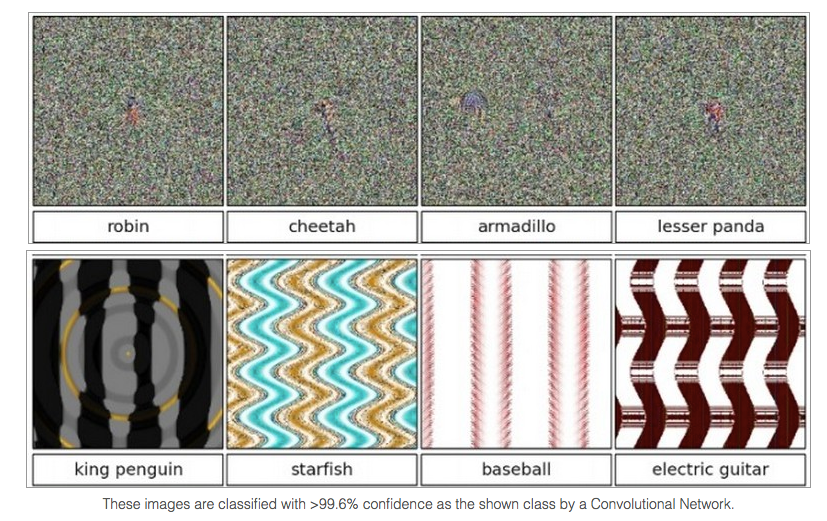 robin
cheetah
armadillo
lesser panda
king penguin
starfish
baseball
electric guitar
These images are classified with >99.6% confidence as the shown class by a Convolutional Network.